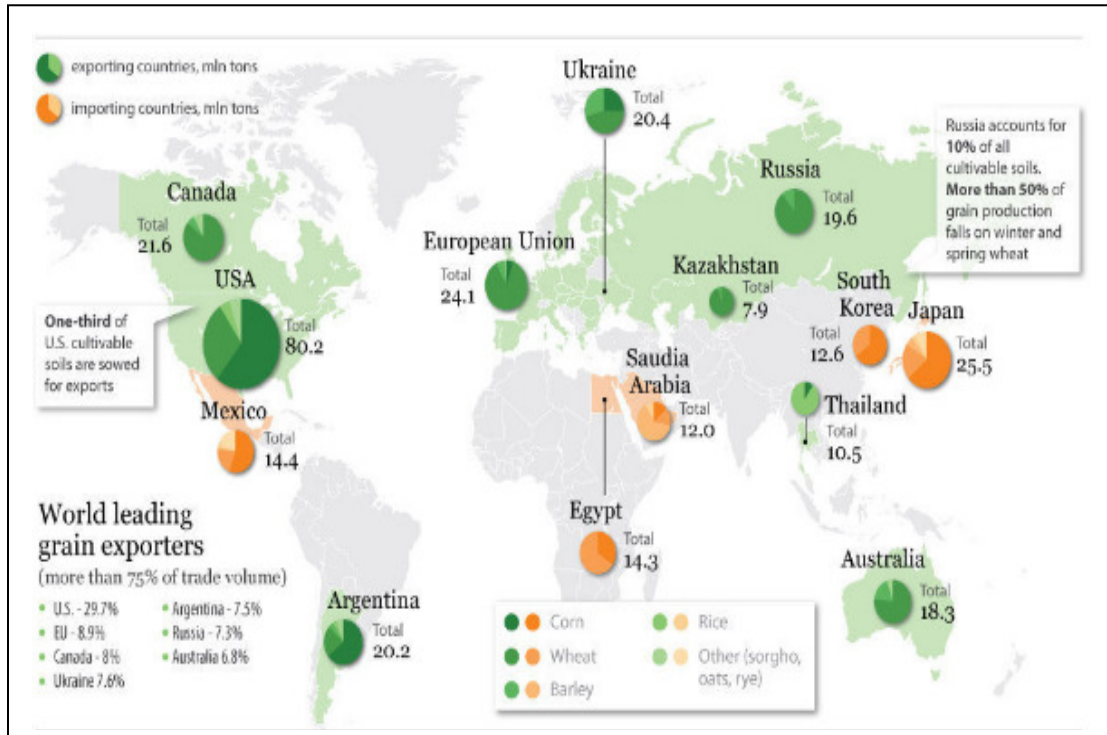 exporting countries, mln tons
importing countries, mln tons
Ukraine
Total
20.4
Russia accounts for
10% of all
cultivable soils.
More than 50% of
grain production
falls on winter and
spring wheat
Russia
Total
19.6
Canada
Total
21.6
European Union
Total
24.1
Kazakhstan
Total
7.9
South
Korea
Total
12.6
Japan
Total
25.5
USA
Total
80.2
One-third of
U.S. cultivable
soils are sowed
for exports
Saudia
Arabia
Total
12.0
Thailand
Total
10.5
Mexico
Total
14.4
Egypt
Total
14.3
Australia
Total
18.3
Argentina
Total
20.2
World leading
grain exporters
(more than 75% of trade volume)
U.S. - 29.7%
EU - 8.9%
Canada - 8%
Ukraine 7.6%
Argentina - 7.5%
Russia - 7.3%
Australia 6.8%
Corn
Wheat
Barley
Rice
Other (sorgho,
oats, rye)